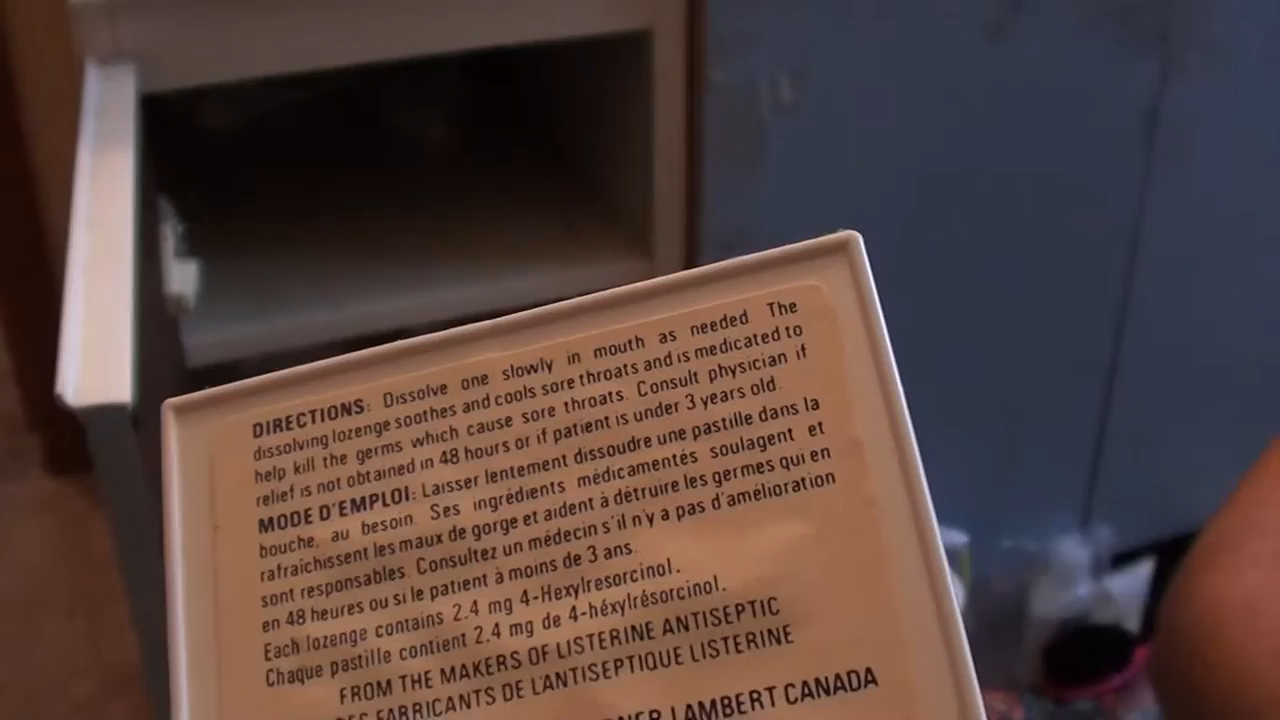 DIRECTIONS: Dissolve one slowly in mouth as needed. The
dissolving lozenge soothes and cools sore throats and is medicated to
help kill the germs which cause sore throats. Consult physician if
relief is not obtained in 48 hours or if patient is under 3 years old.
MODE D'EMPLOI: Laisser lentement dissoudre une pastille dans la
bouche, au besoin. Ses ingrédients médicamentés soulagent et
rafraichissent les maux de gorge et aident à détruire les germes qui en
sont responsables. Consultez un médecin s'il n'y a pas d'amélioration
en 48 heures ou si le patient à moins de 3 ans.
Each lozenge contains 2.4 mg 4-Hexylresorcinol.
Chaque pastille contient 2.4 mg de 4-héxylrésorcinol.
FROM THE MAKERS OF LISTERINE ANTISEPTIC
DES FABRICANTS DE L'ANTISEPTIQUE LISTERINE
LAMBERT CANADA